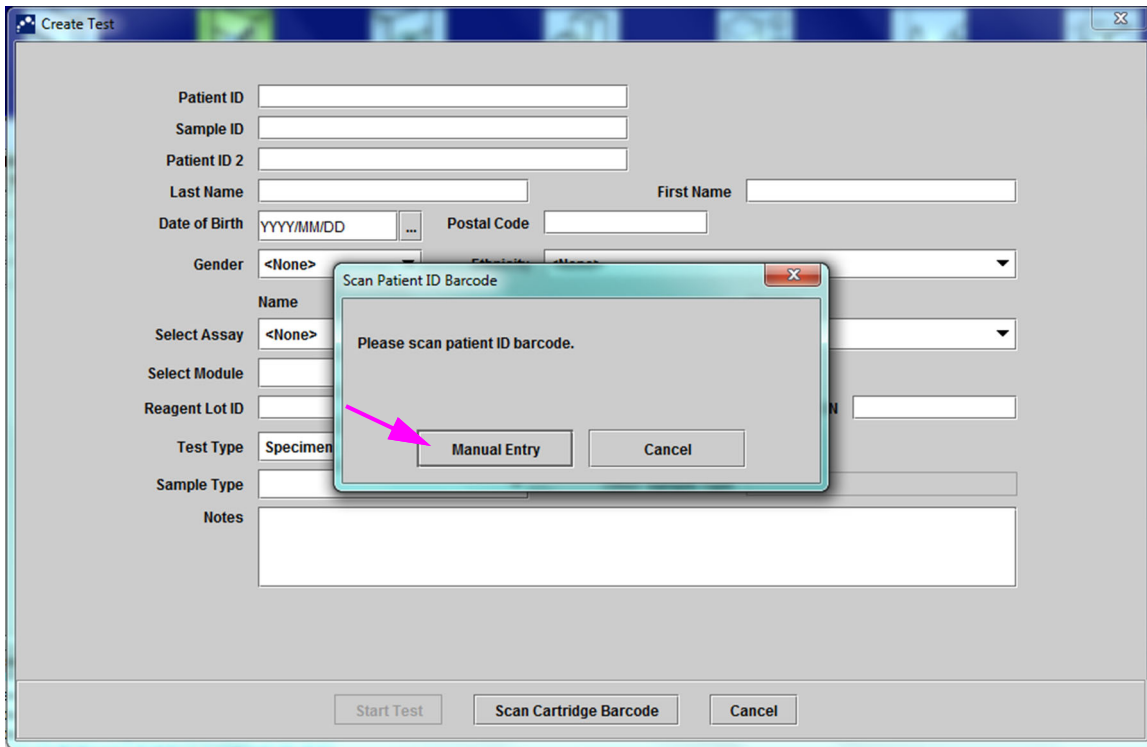 Create Test
Patient ID
Sample ID
Patient ID 2
Last Name First Name
Date of Birth YYYY/MM/DD ... Postal Code
Gender <None>
Scan Patient ID Barcode
Name
Select Assay <None>
Please scan patient ID barcode.
Select Module
Reagent Lot ID N
Test Type Specimen
Manual Entry Cancel
Sample Type
Notes
Start Test Scan Cartridge Barcode Cancel